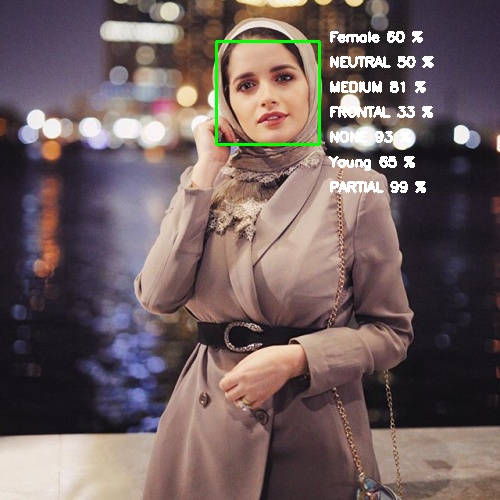 Female 60 %
NEUTRAL 50 %
MEDIUM 81 %
FRONTAL 33 %
NONE 93 %
Young 65 %
PARTIAL 99 %